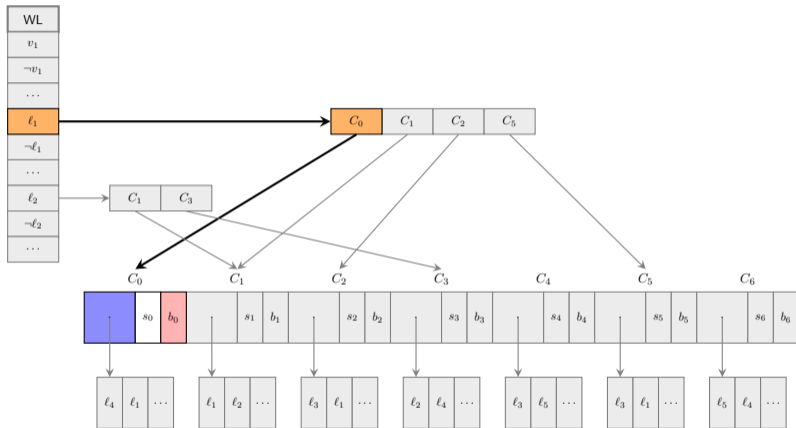 WL
v₁
¬v₁
...
ℓ₁
C₀ C₁ C₂ C₅
¬ℓ₁
...
ℓ₂
C₁ C₃
¬ℓ₂
...
C₀ C₁ C₂ C₃ C₄ C₅ C₆
s₀ b₀ s₁ b₁ s₂ b₂ s₃ b₃ s₄ b₄ s₅ b₅ s₆ b₆
ℓ₄ ℓ₁ ... ℓ₁ ℓ₂ ... ℓ₃ ℓ₁ ... ℓ₂ ℓ₄ ... ℓ₃ ℓ₅ ... ℓ₃ ℓ₁ ... ℓ₅ ℓ₄ ...